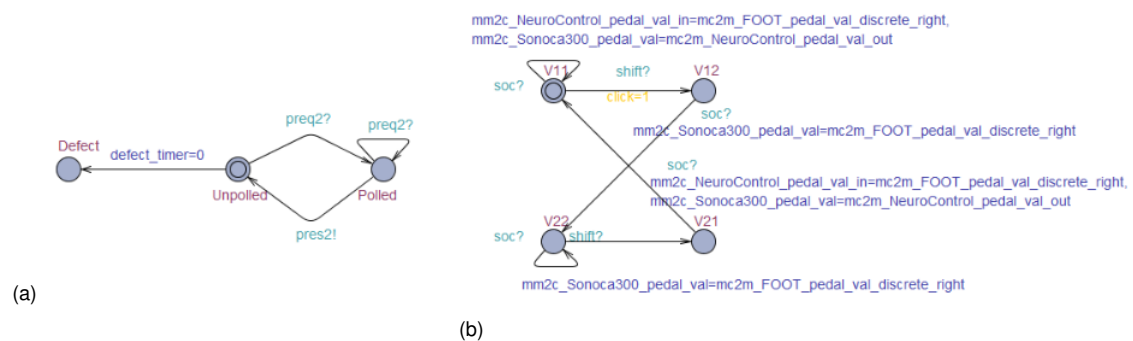 mm2c_NeuroControl_pedal_val_in=mc2m_FOOT_pedal_val_discrete_right,
mm2c_Sonoca300_pedal_val=mc2m_NeuroControl_pedal_val_out
V11
shift?
V12
soc?
click=1
soc?
mm2c_Sonoca300_pedal_val=mc2m_FOOT_pedal_val_discrete_right
preq2?
preq2?
Defect
defect_timer=0
Unpolled
Polled
pres2!
soc?
mm2c_NeuroControl_pedal_val_in=mc2m_FOOT_pedal_val_discrete_right,
mm2c_Sonoca300_pedal_val=mc2m_NeuroControl_pedal_val_out
V22
V21
soc?
shift?
mm2c_Sonoca300_pedal_val=mc2m_FOOT_pedal_val_discrete_right
(a)
(b)